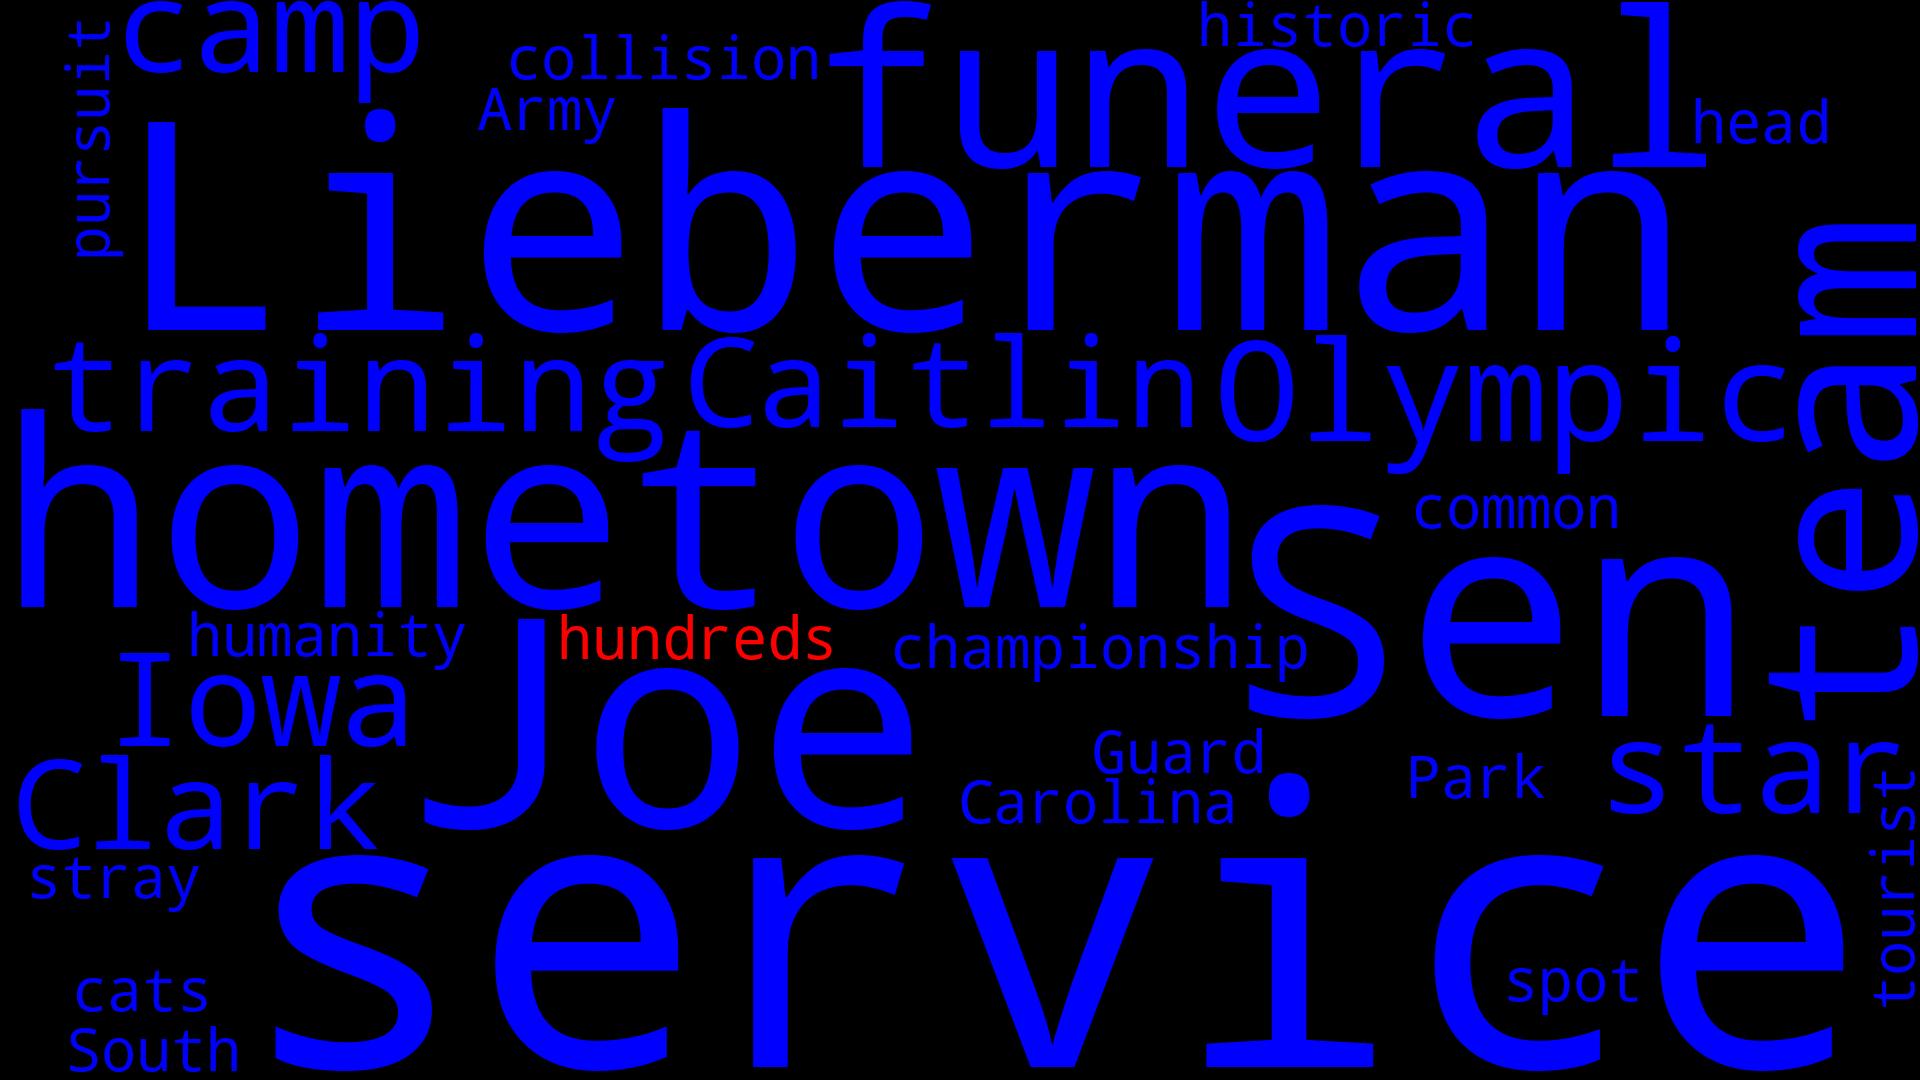 camp
historic
pursuit
collision
funeral
Army
head
Lieberman
training
Caitlin
Olympic
team
hometown
common
Sen.
humanity
hundreds
championship
Iowa
Joe
Guard
Park
star
Clark
Carolina
tourist
stray
service
spot
cats
South